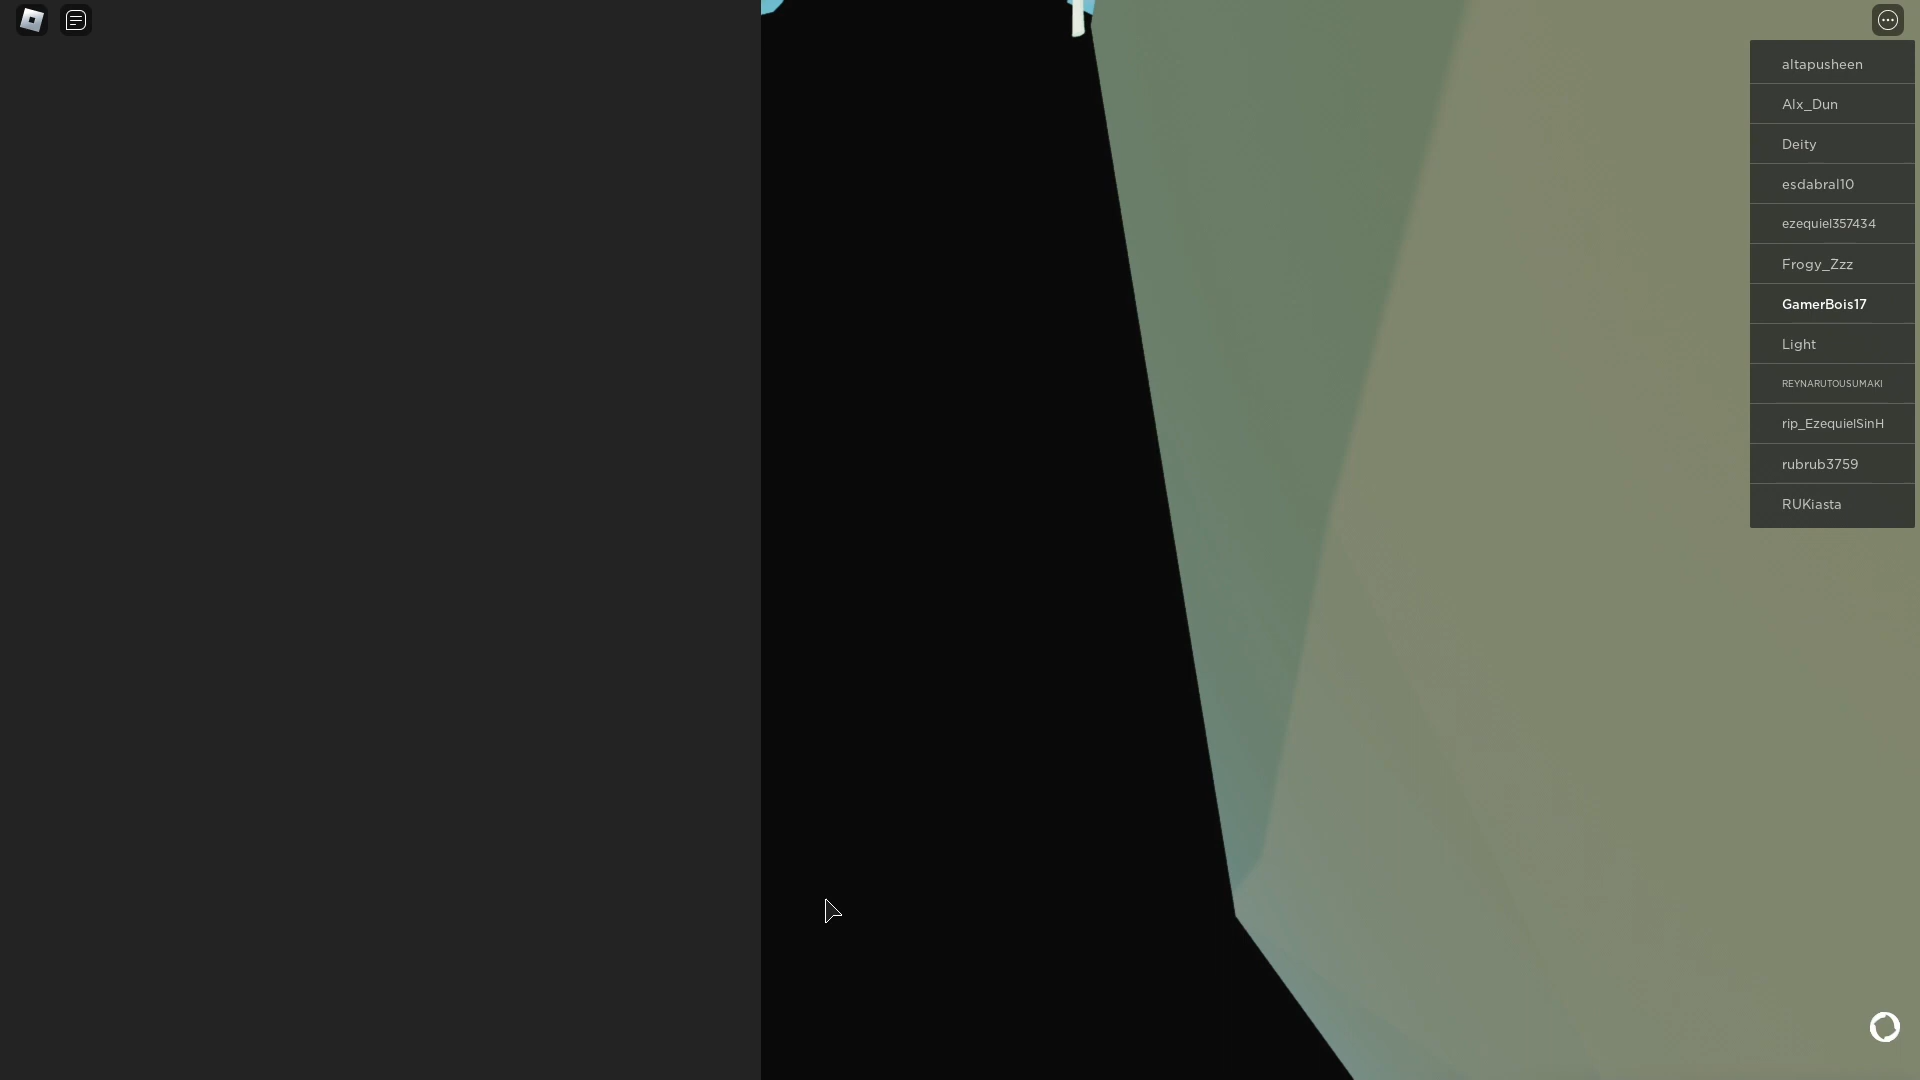 altapusheen
Alx_Dun
Deity
esdabral10
ezequiel357434
Frogy_Zzz
GamerBois17
Light
REYNARUTOUSUMAKI
rip_EzequielSinH
rubrub3759
RUKiasta